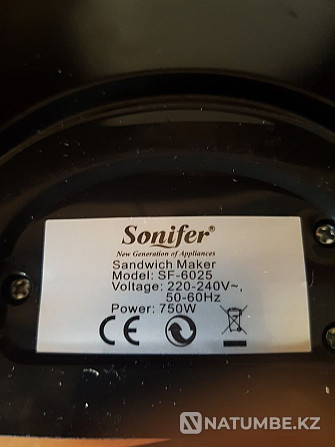 Sonifer®
New Generation of Appliances
Sandwich Maker
Model: SF-6025
Voltage: 220-240V~,
50-60Hz
Power: 750W
CE
NATUMBE.KZ